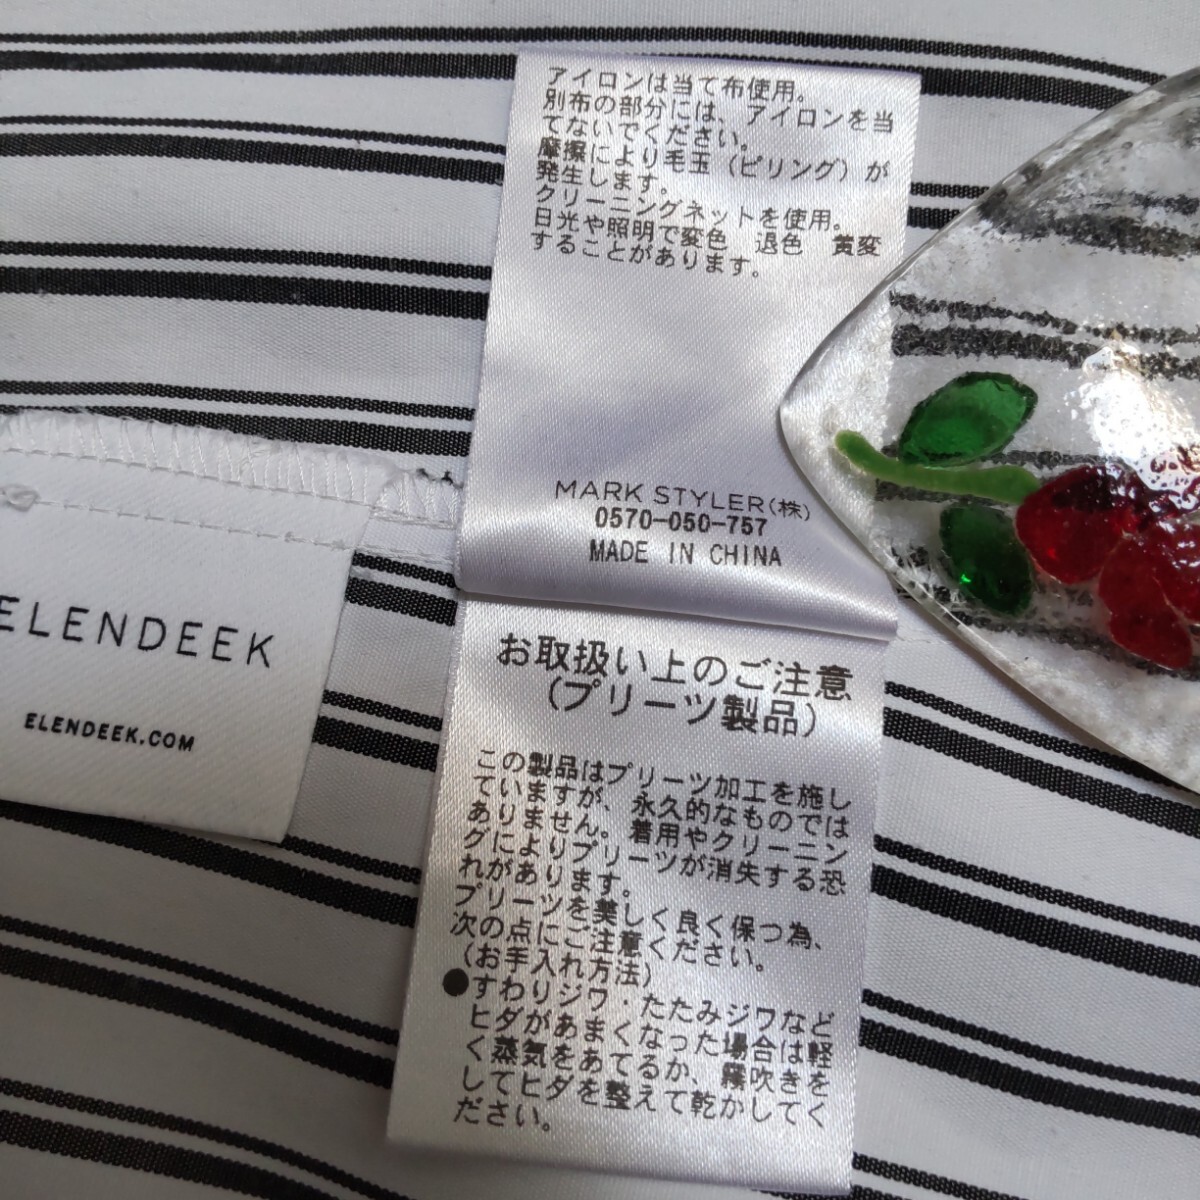 アイロンは当て布使用。
別布の部分には、アイロンを当
てないでください。
摩擦により毛玉（ピリング）が
発生します。
クリーニングネットを使用。
日光や照明で変色　退色　黄変
することがあります。
MARK STYLER(株)
0570-050-757
MADE IN CHINA
ELENDEEK
ELENDEEK.COM
お取扱い上のご注意
（プリーツ製品）
この製品はプリーツ加工を施し
ていますが、永久的なものでは
ありません。着用やクリーニン
グによりプリーツが消失する恐
れがあります。
プリーツを美しく良く保つ為、
次の点にご注意ください。
（お手入れ方法）
●すわりジワ・たたみジワなど
ヒダがあまくなった場合は軽
く蒸気をあてるか、霧吹きを
してヒダを整えて乾かしてく
ださい。